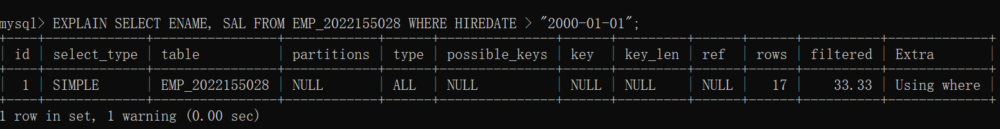 mysql> EXPLAIN SELECT ENAME, SAL FROM EMP_2022155028 WHERE HIREDATE > "2000-01-01";
+----+-------------+----------------+------------+------+---------------+------+---------+------+------+----------+-------------+
| id | select_type | table          | partitions | type | possible_keys | key  | key_len | ref  | rows | filtered | Extra       |
+----+-------------+----------------+------------+------+---------------+------+---------+------+------+----------+-------------+
|  1 | SIMPLE      | EMP_2022155028 | NULL       | ALL  | NULL          | NULL | NULL    | NULL |   17 |    33.33 | Using where |
+----+-------------+----------------+------------+------+---------------+------+---------+------+------+----------+-------------+
1 row in set, 1 warning (0.00 sec)